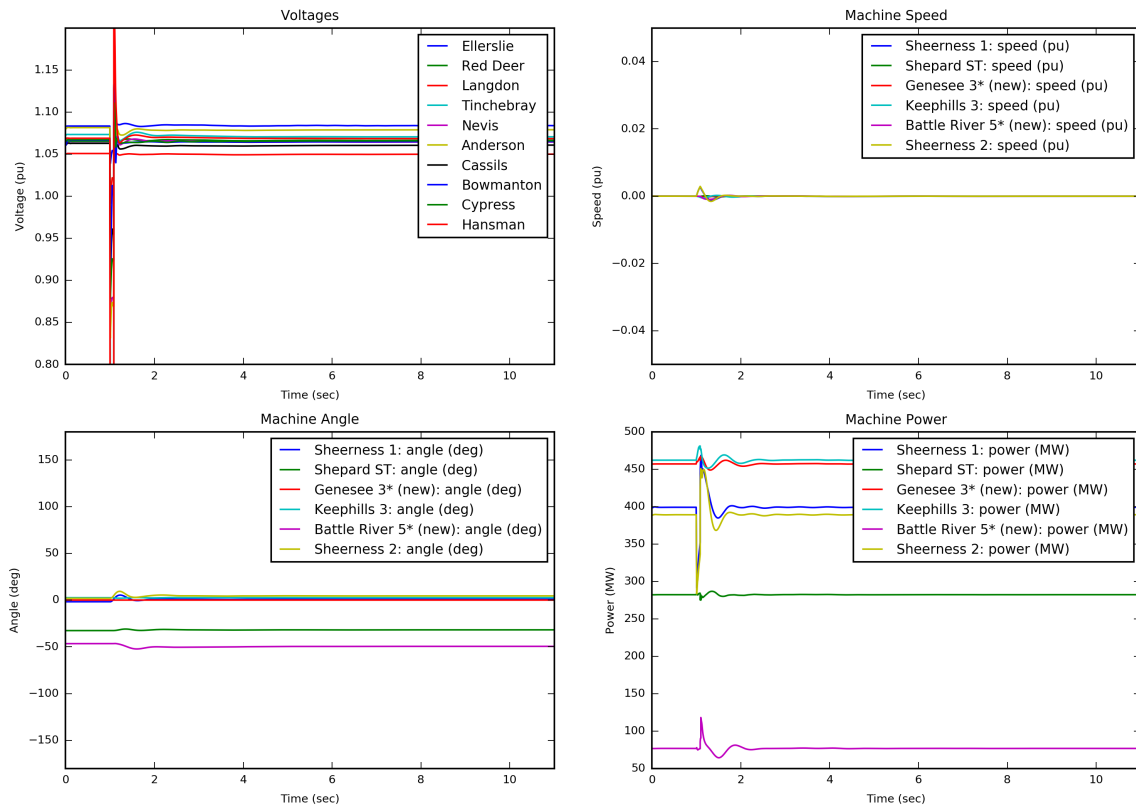 Voltages
1.15
1.10
1.05
1.00
0.95
0.90
0.85
0.80
Voltage (pu)
0 2 4 6 8 10
Time (sec)
Ellerslie
Red Deer
Langdon
Tinchebray
Nevis
Anderson
Cassils
Bowmanton
Cypress
Hansman
Machine Speed
0.04
0.02
0.00
−0.02
−0.04
Speed (pu)
0 2 4 6 8 10
Time (sec)
Sheerness 1: speed (pu)
Shepard ST: speed (pu)
Genesee 3* (new): speed (pu)
Keephills 3: speed (pu)
Battle River 5* (new): speed (pu)
Sheerness 2: speed (pu)
Machine Angle
150
100
50
0
−50
−100
−150
Angle (deg)
0 2 4 6 8 10
Time (sec)
Sheerness 1: angle (deg)
Shepard ST: angle (deg)
Genesee 3* (new): angle (deg)
Keephills 3: angle (deg)
Battle River 5* (new): angle (deg)
Sheerness 2: angle (deg)
Machine Power
500
450
400
350
300
250
200
150
100
50
Power (MW)
0 2 4 6 8 10
Time (sec)
Sheerness 1: power (MW)
Shepard ST: power (MW)
Genesee 3* (new): power (MW)
Keephills 3: power (MW)
Battle River 5* (new): power (MW)
Sheerness 2: power (MW)